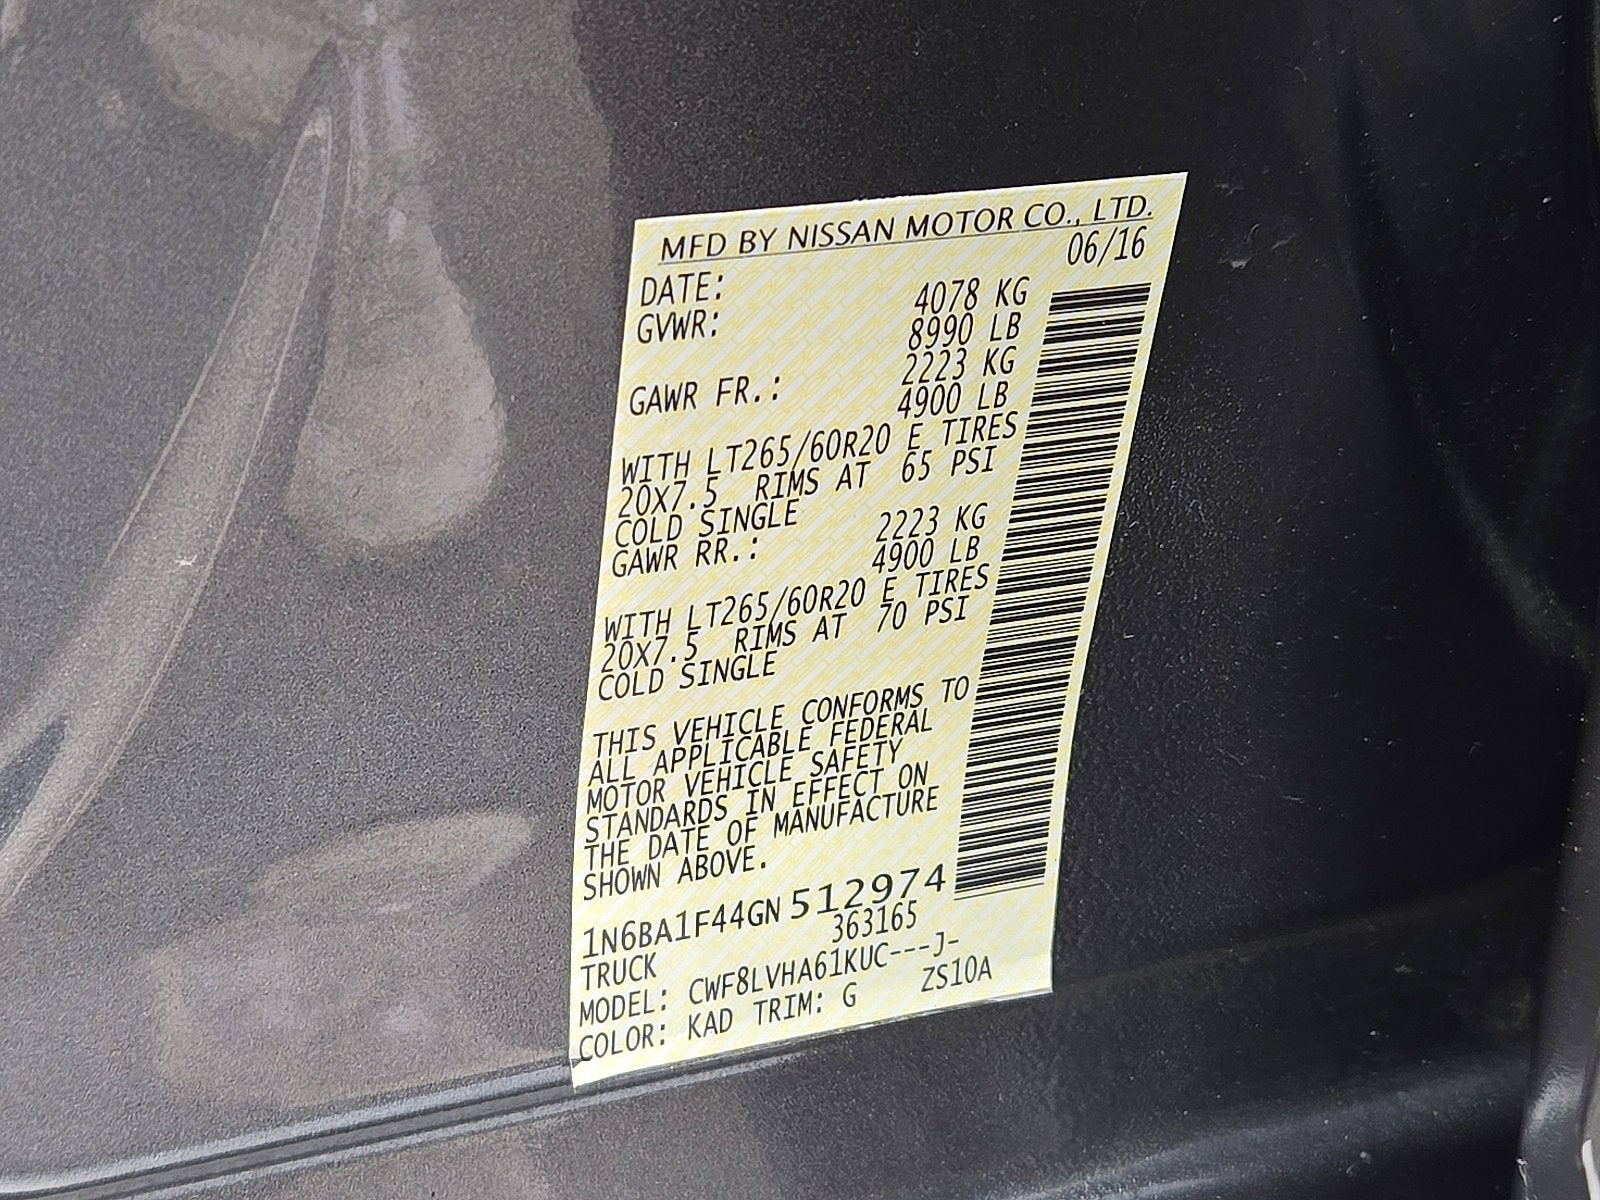 MFD BY NISSAN MOTOR CO., LTD.
DATE: 06/16
GVWR: 4078 KG
8990 LB
GAWR FR.: 2223 KG
4900 LB
WITH LT265/60R20 E TIRES
20X7.5 RIMS AT 65 PSI
COLD SINGLE
GAWR RR.: 2223 KG
4900 LB
WITH LT265/60R20 E TIRES
20X7.5 RIMS AT 70 PSI
COLD SINGLE
THIS VEHICLE CONFORMS TO
ALL APPLICABLE FEDERAL
MOTOR VEHICLE SAFETY
STANDARDS IN EFFECT ON
THE DATE OF MANUFACTURE
SHOWN ABOVE.
1N6BA1F44GN512974
TRUCK 363165
MODEL: CWF8LVHA61KUC---J-
COLOR: KAD TRIM: G ZS10A